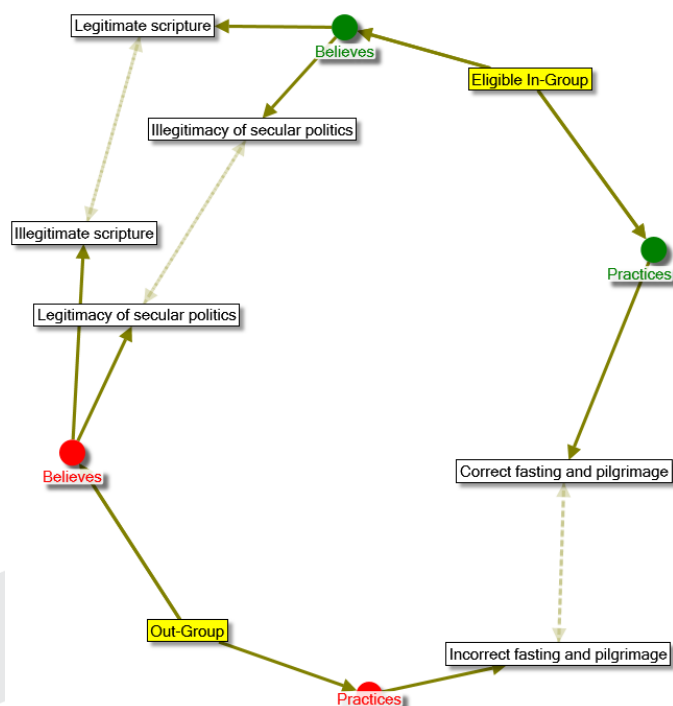 Legitimate scripture
Believes
Eligible In-Group
Illegitimacy of secular politics
Illegitimate scripture
Practices
Legitimacy of secular politics
Believes
Correct fasting and pilgrimage
Out-Group
Incorrect fasting and pilgrimage
Practices